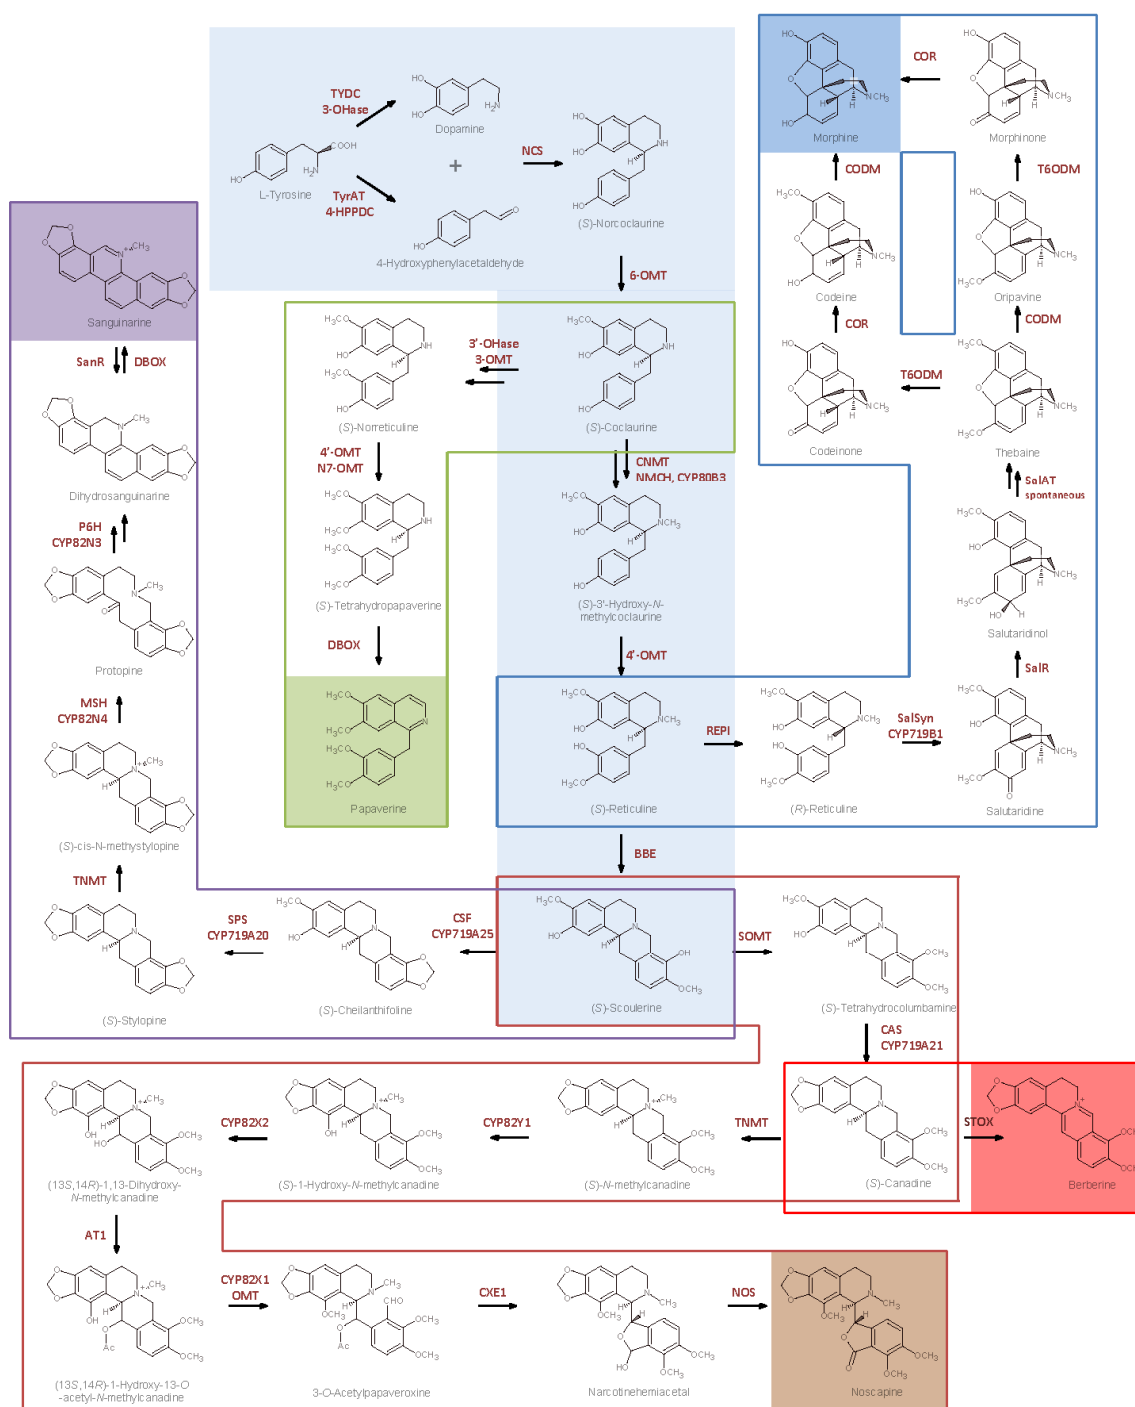 TYDC
3-OHase
Dopamine
L-Tyrosine
+
NCS
TyrAT
4-HPPDC
4-Hydroxyphenylacetaldehyde
(S)-Norcoclaurine
6-OMT
Morphine
COR
Morphinone
CODM
T6ODM
Codeine
Oripavine
COR
CODM
T6ODM
Codeinone
Thebaine
SalAT
spontaneous
Salutaridinol
SalR
Salutaridine
Sanguinarine
SanR
DBOX
Dihydrosanguinarine
P6H
CYP82N3
Protopine
MSH
CYP82N4
(S)-cis-N-methystylopine
TNMT
(S)-Stylopine
3'-OHase
3-OMT
(S)-Norreticuline
(S)-Coclaurine
4'-OMT
N7-OMT
CNMT
NMCH, CYP80B3
(S)-Tetrahydropapaverine
(S)-3'-Hydroxy-N-
methylcoclaurine
DBOX
4'-OMT
Papaverine
(S)-Reticuline
REPI
(R)-Reticuline
SalSyn
CYP719B1
BBE
SPS
CYP719A20
(S)-Cheilanthifoline
CSF
CYP719A25
(S)-Scoulerine
SOMT
(S)-Tetrahydrocolumbamine
CAS
CYP719A21
(13S,14R)-1,13-Dihydroxy-
N-methylcanadine
CYP82X2
(S)-1-Hydroxy-N-methylcanadine
CYP82Y1
(S)-N-methylcanadine
TNMT
(S)-Canadine
STOX
Berberine
AT1
(13S,14R)-1-Hydroxy-13-O
-acetyl-N-methylcanadine
CYP82X1
OMT
3-O-Acetylpapaveroxine
CXE1
Narcotinehemiacetal
NOS
Noscapine